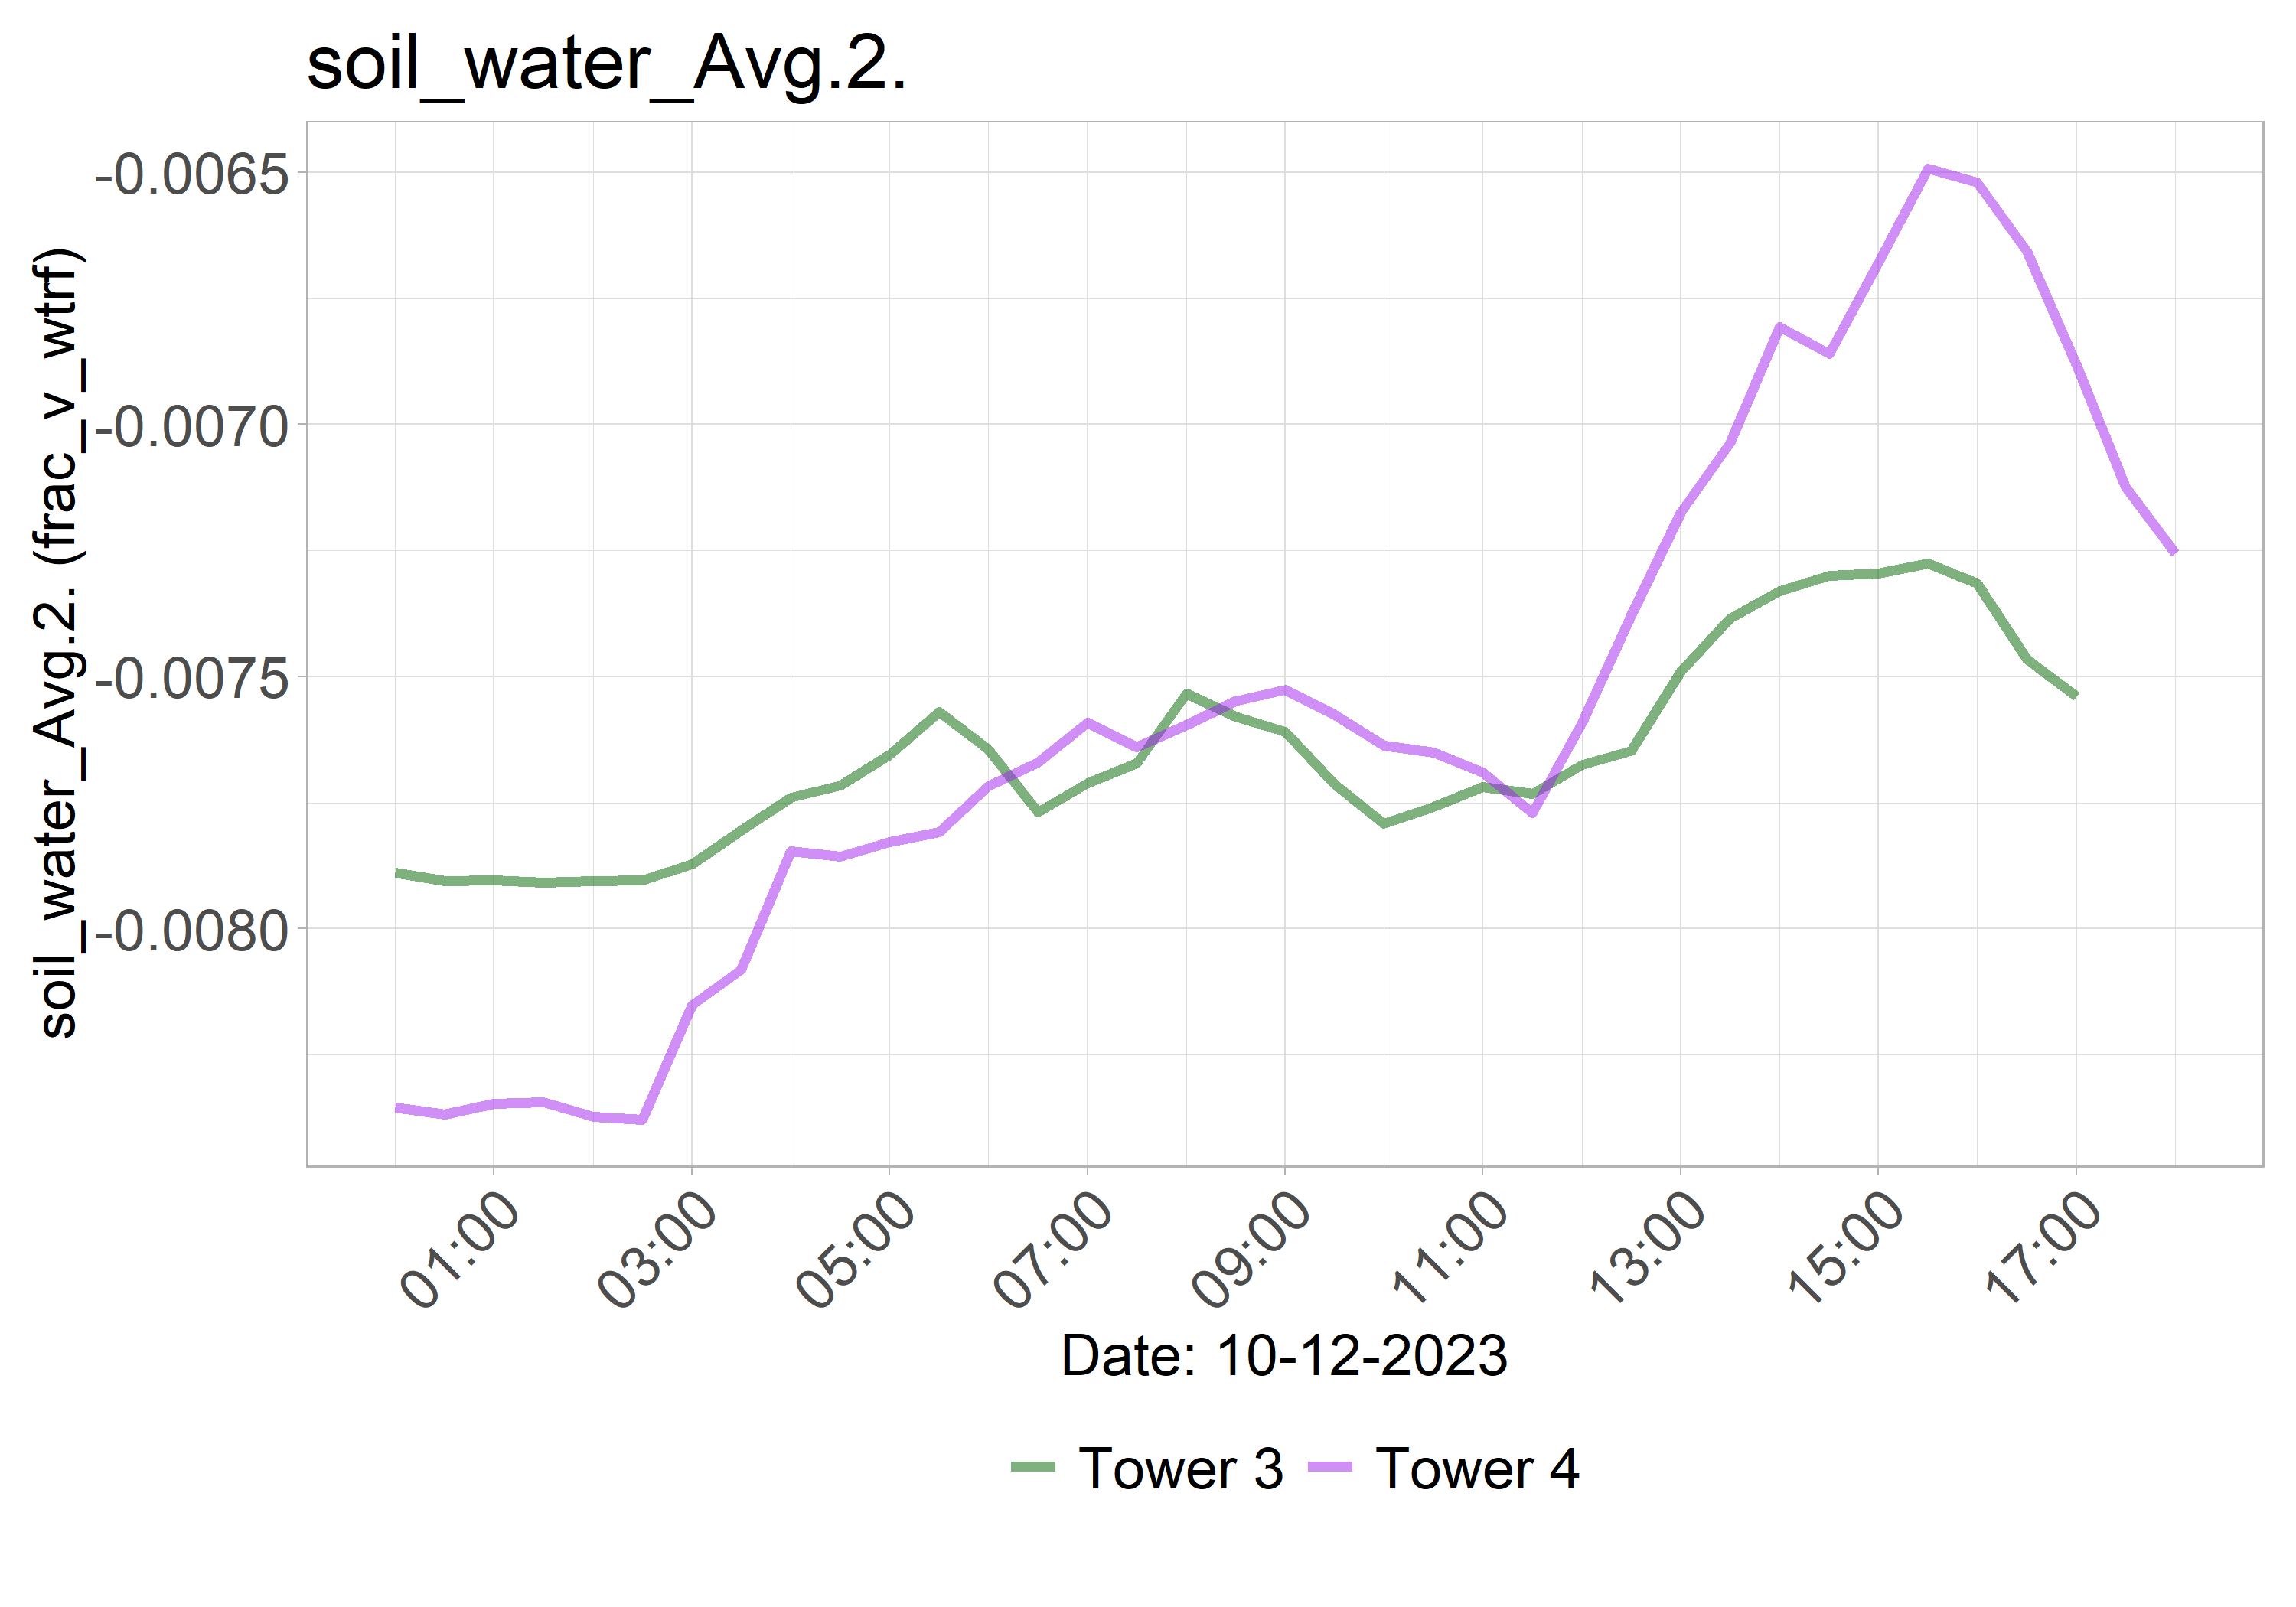 soil_water_Avg.2.
soil_water_Avg.2. (frac_v_wtrf)
-0.0065
-0.0070
-0.0075
-0.0080
01:00
03:00
05:00
07:00
09:00
11:00
13:00
15:00
17:00
Date: 10-12-2023
Tower 3
Tower 4